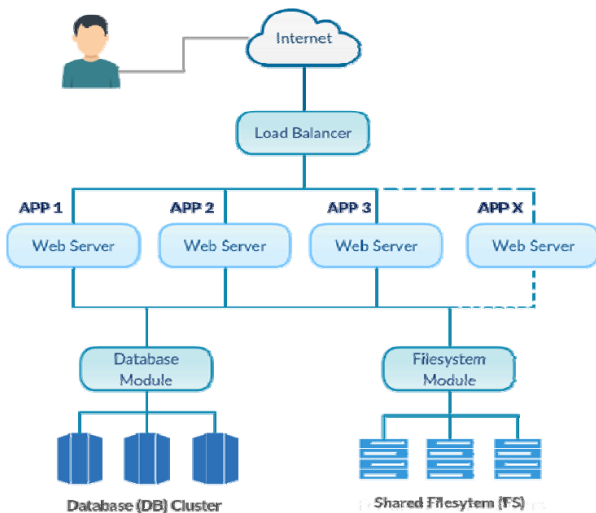 Internet
Load Balancer
APP 1
APP 2
APP 3
APP X
Web Server
Web Server
Web Server
Web Server
Database
Module
Filesystem
Module
Database (DB) Cluster
Shared Filesytem (FS)